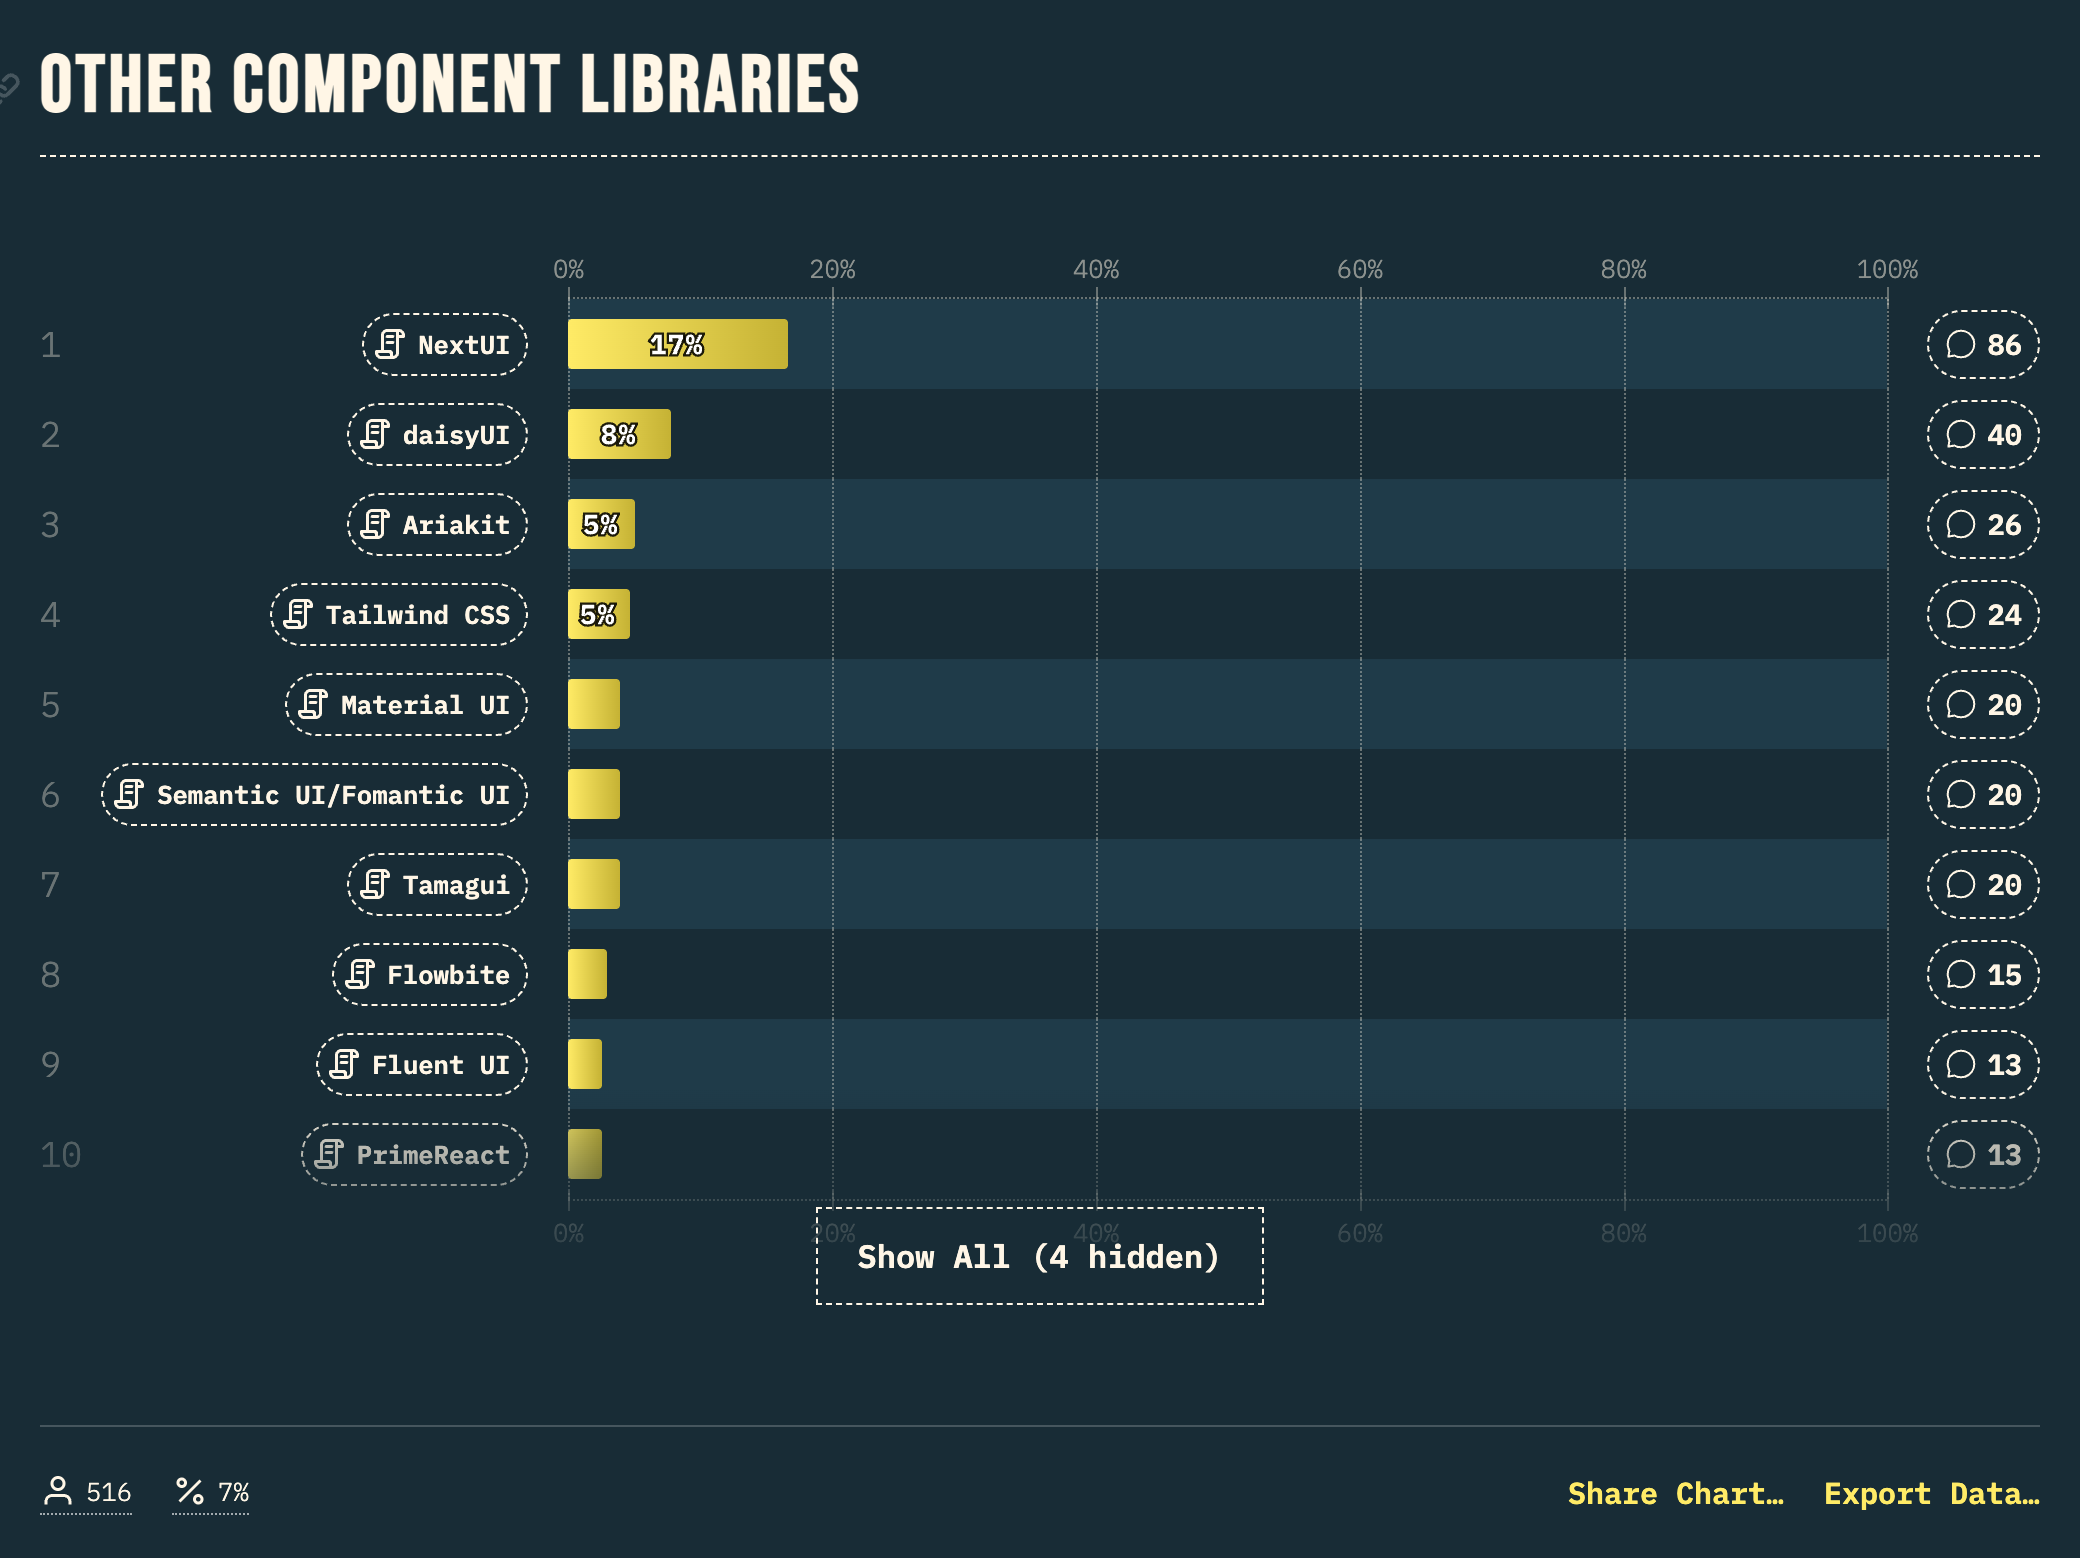 OTHER COMPONENT LIBRARIES
0% 20% 40% 60% 80% 100%
1 NextUI 17% 86
2 daisyUI 8% 40
3 Ariakit 5% 26
4 Tailwind CSS 5% 24
5 Material UI 20
6 Semantic UI/Fomantic UI 20
7 Tamagui 20
8 Flowbite 15
9 Fluent UI 13
10 PrimeReact 13
0% 20% 40% 60% 80% 100%
Show All (4 hidden)
516 7% Share Chart… Export Data…